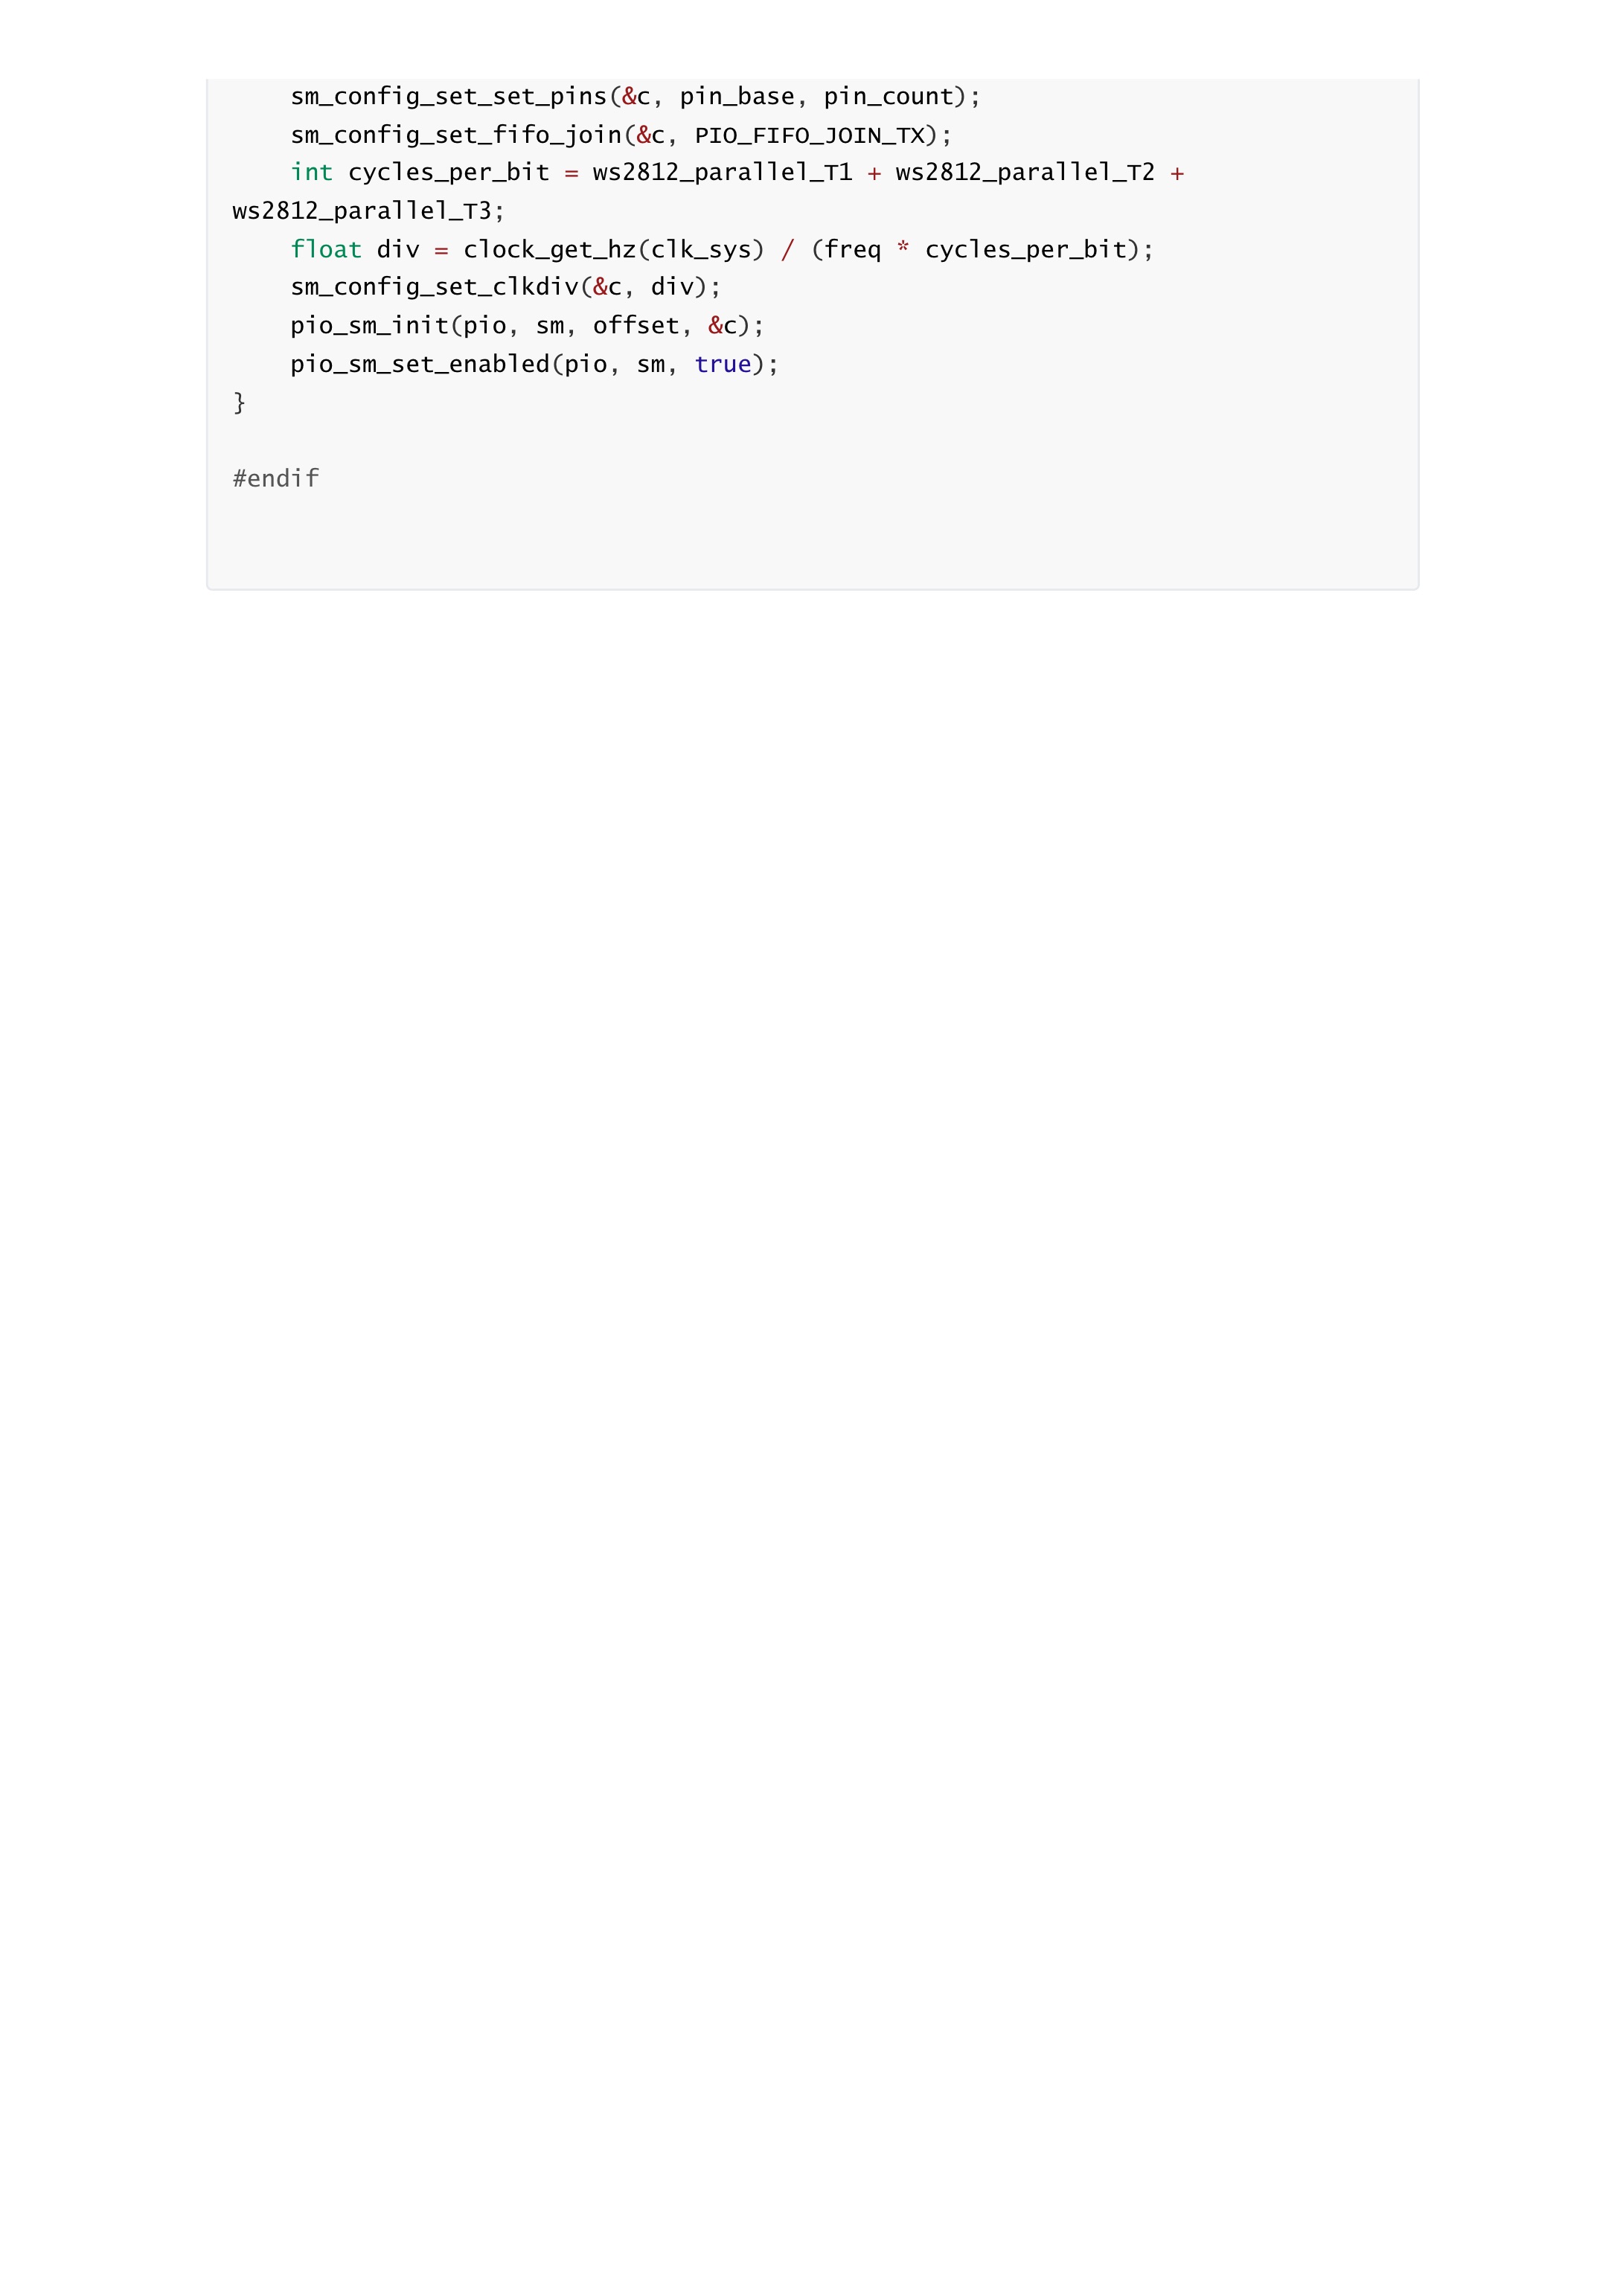 sm_config_set_set_pins(&c, pin_base, pin_count);
    sm_config_set_fifo_join(&c, PIO_FIFO_JOIN_TX);
    int cycles_per_bit = ws2812_parallel_T1 + ws2812_parallel_T2 +
ws2812_parallel_T3;
    float div = clock_get_hz(clk_sys) / (freq * cycles_per_bit);
    sm_config_set_clkdiv(&c, div);
    pio_sm_init(pio, sm, offset, &c);
    pio_sm_set_enabled(pio, sm, true);
}
#endif